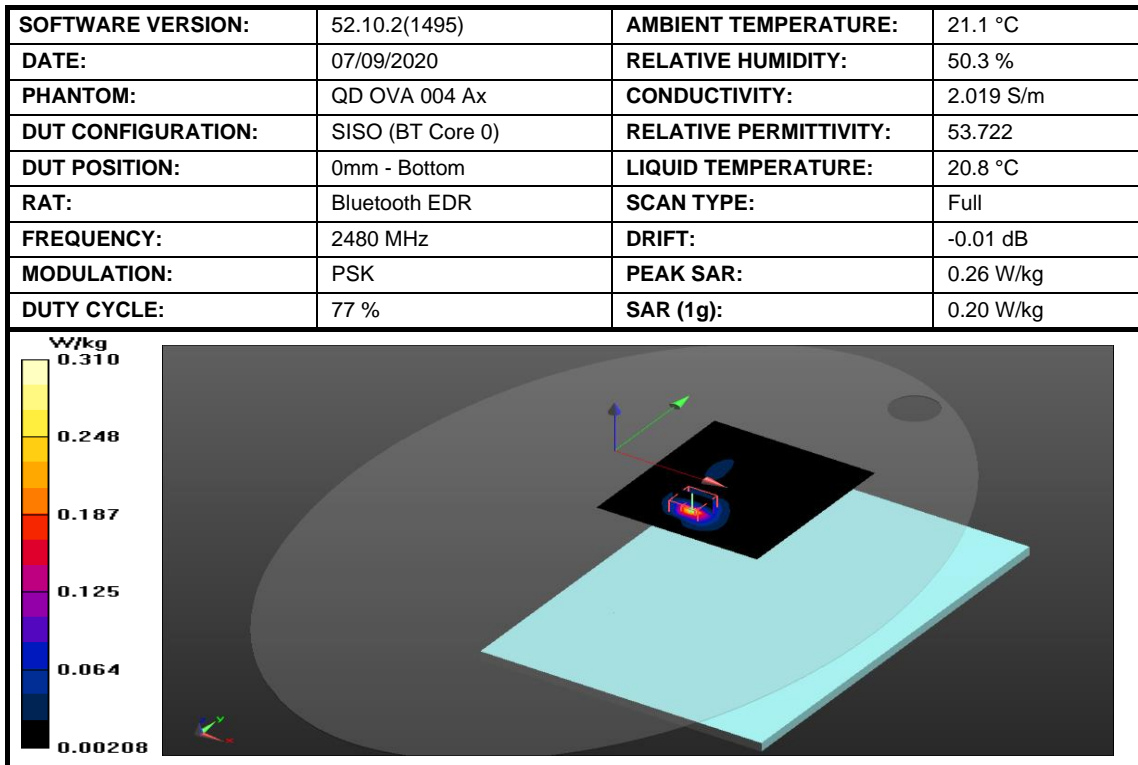 SOFTWARE VERSION: 52.10.2(1495) AMBIENT TEMPERATURE: 21.1 °C
DATE: 07/09/2020 RELATIVE HUMIDITY: 50.3 %
PHANTOM: QD OVA 004 Ax CONDUCTIVITY: 2.019 S/m
DUT CONFIGURATION: SISO (BT Core 0) RELATIVE PERMITTIVITY: 53.722
DUT POSITION: 0mm - Bottom LIQUID TEMPERATURE: 20.8 °C
RAT: Bluetooth EDR SCAN TYPE: Full
FREQUENCY: 2480 MHz DRIFT: -0.01 dB
MODULATION: PSK PEAK SAR: 0.26 W/kg
DUTY CYCLE: 77 % SAR (1g): 0.20 W/kg
W/kg
0.310
0.248
0.187
0.125
0.064
0.00208